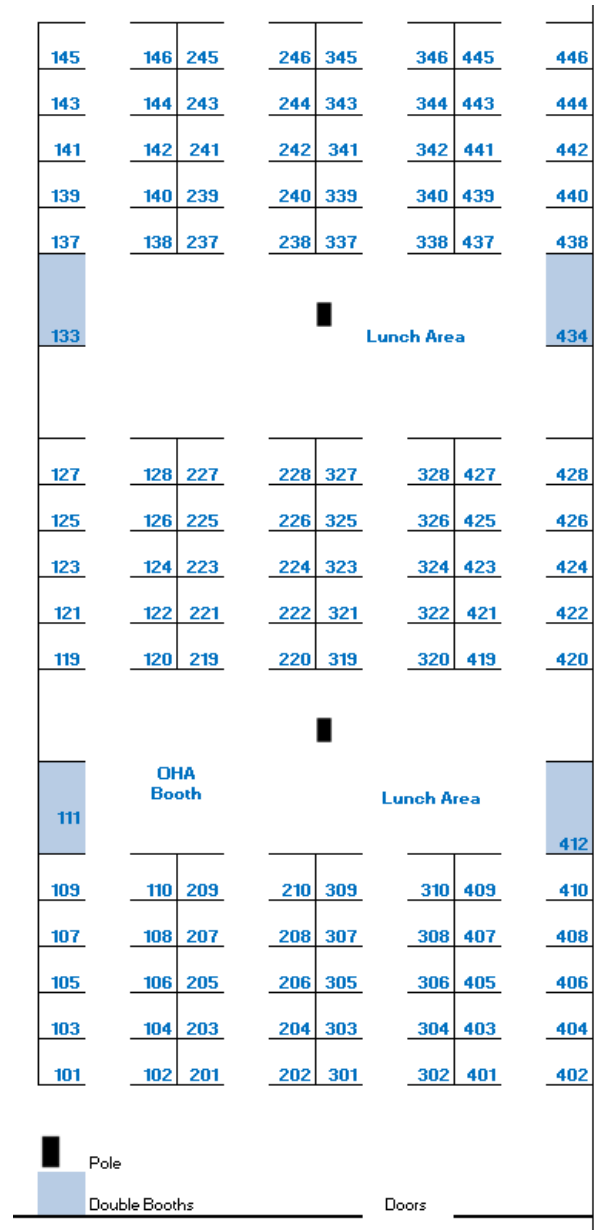 145 146 245 246 345 346 445 446
143 144 243 244 343 344 443 444
141 142 241 242 341 342 441 442
139 140 239 240 339 340 439 440
137 138 237 238 337 338 437 438
133 Lunch Area 434
127 128 227 228 327 328 427 428
125 126 225 226 325 326 425 426
123 124 223 224 323 324 423 424
121 122 221 222 321 322 421 422
119 120 219 220 319 320 419 420
OHA
Booth
Lunch Area
111
412
109 110 209 210 309 310 409 410
107 108 207 208 307 308 407 408
105 106 205 206 305 306 405 406
103 104 203 204 303 304 403 404
101 102 201 202 301 302 401 402
Pole
Double Booths Doors